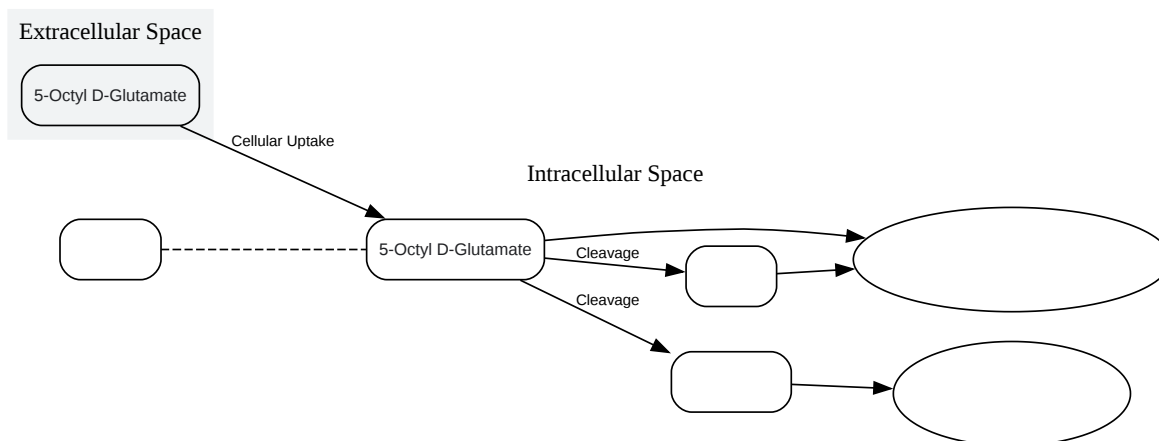 Extracellular Space
5-Octyl D-Glutamate
Cellular Uptake
Intracellular Space
5-Octyl D-Glutamate
Cleavage
Cleavage